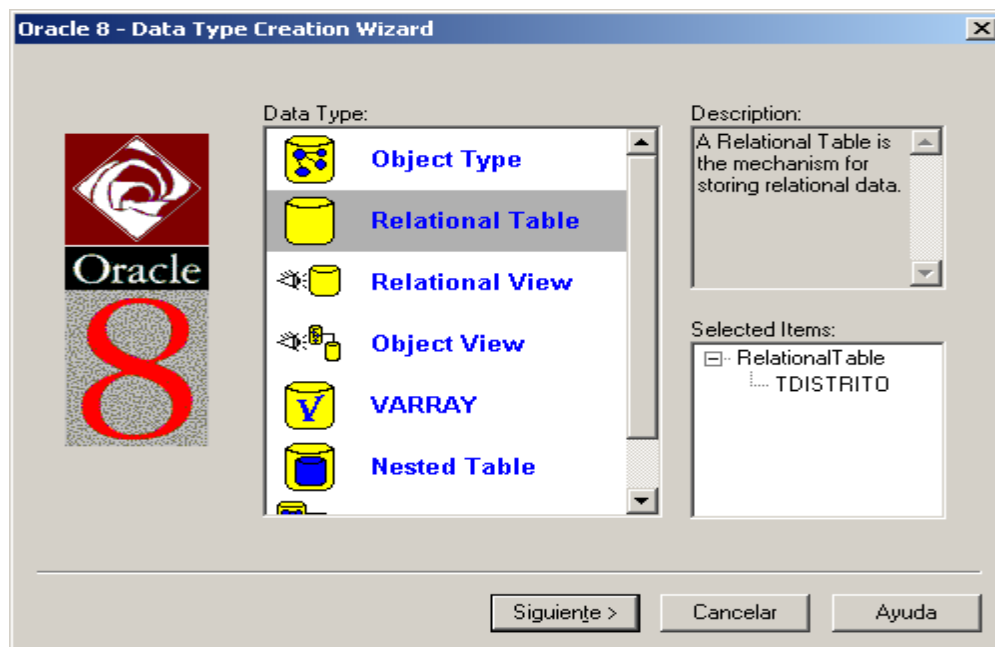 Oracle 8 - Data Type Creation Wizard
Data Type:
Object Type
Relational Table
Relational View
Object View
VARRAY
Nested Table
Description:
A Relational Table is
the mechanism for
storing relational data.
Selected Items:
RelationalTable
TDISTRITO
Oracle
8
V
Siguiente >
Cancelar
Ayuda